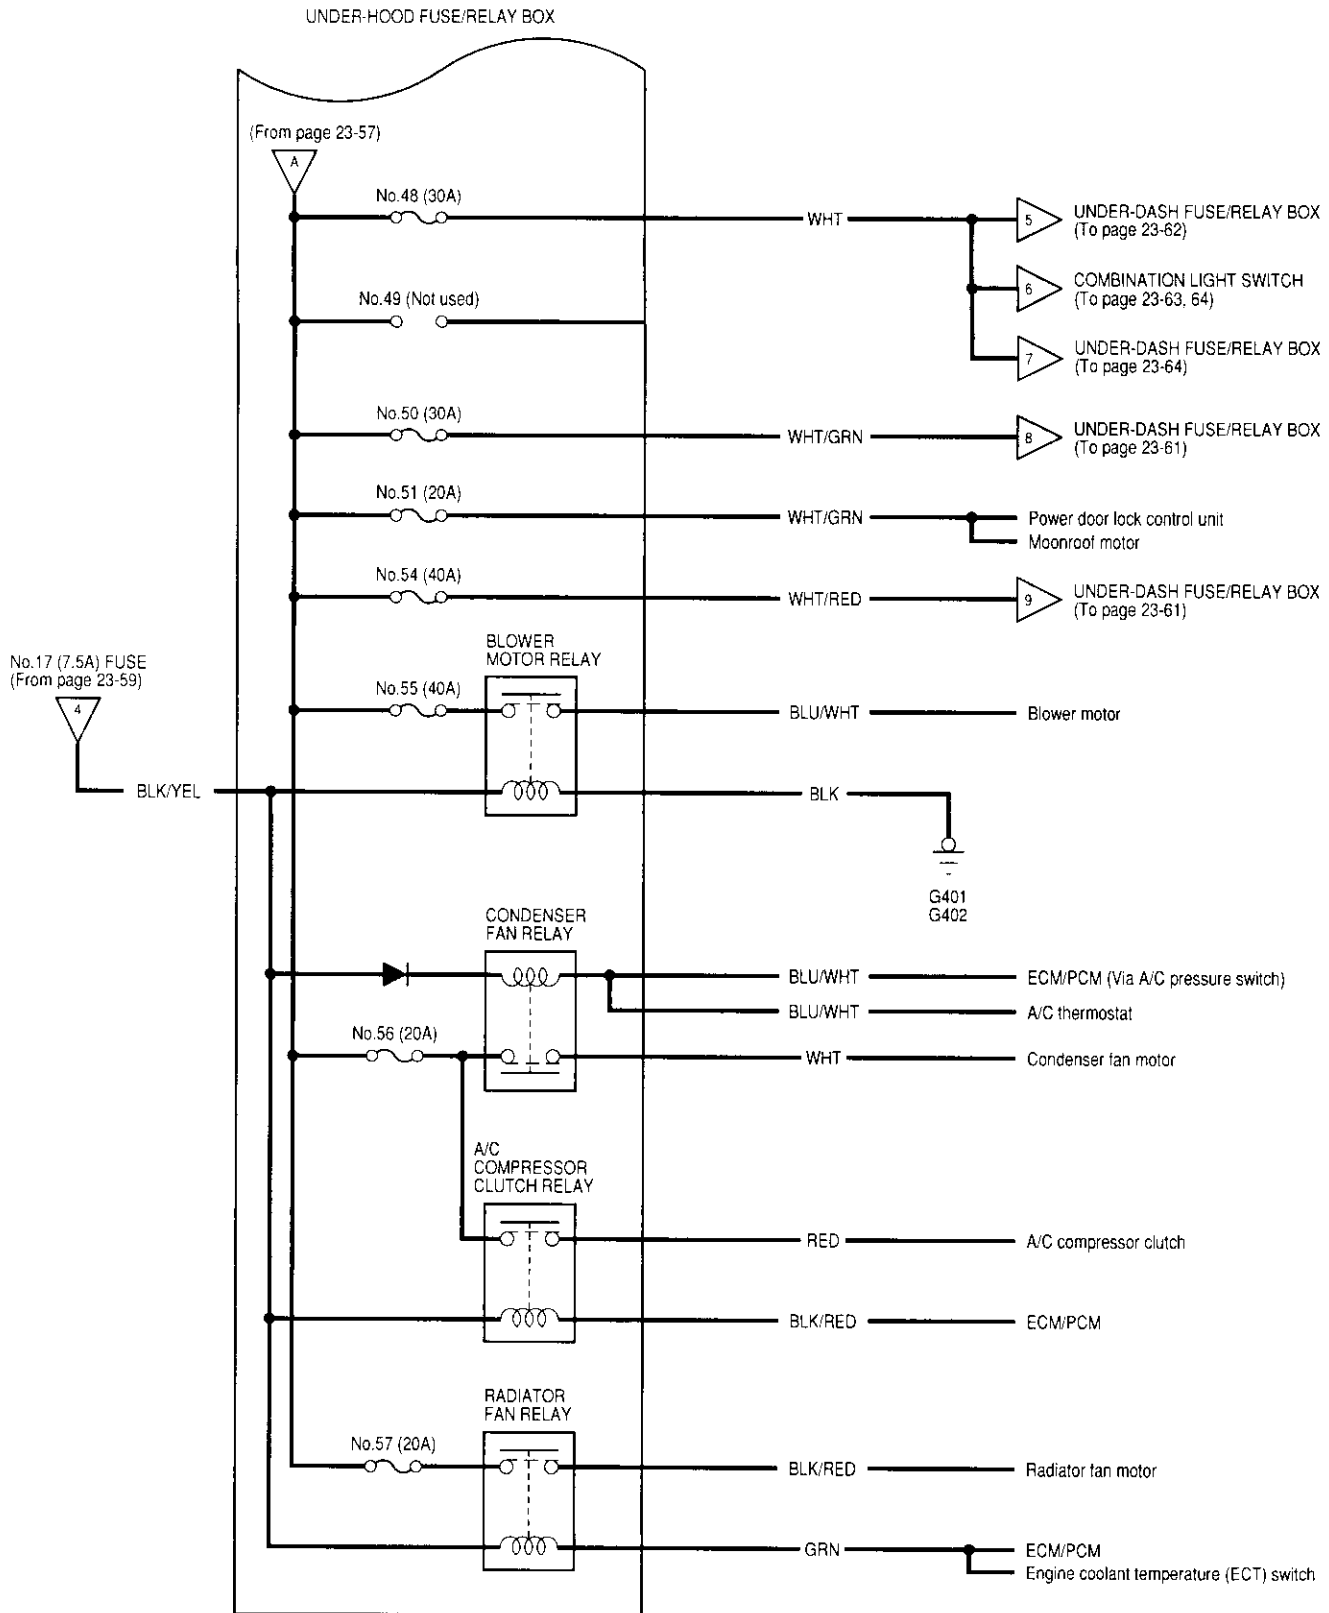 UNDER-HOOD FUSE/RELAY BOX
(From page 23-57)
A
No.48 (30A)
WHT
5
UNDER-DASH FUSE/RELAY BOX
(To page 23-62)
6
COMBINATION LIGHT SWITCH
(To page 23-63, 64)
No.49 (Not used)
7
UNDER-DASH FUSE/RELAY BOX
(To page 23-64)
No.50 (30A)
WHT/GRN
8
UNDER-DASH FUSE/RELAY BOX
(To page 23-61)
No.51 (20A)
WHT/GRN
Power door lock control unit
Moonroof motor
No.54 (40A)
WHT/RED
9
UNDER-DASH FUSE/RELAY BOX
(To page 23-61)
No.17 (7.5A) FUSE
(From page 23-59)
4
BLOWER
MOTOR RELAY
No.55 (40A)
BLU/WHT
Blower motor
BLK/YEL
BLK
G401
G402
CONDENSER
FAN RELAY
BLU/WHT
ECM/PCM (Via A/C pressure switch)
BLU/WHT
A/C thermostat
No.56 (20A)
WHT
Condenser fan motor
A/C
COMPRESSOR
CLUTCH RELAY
RED
A/C compressor clutch
BLK/RED
ECM/PCM
RADIATOR
FAN RELAY
No.57 (20A)
BLK/RED
Radiator fan motor
GRN
ECM/PCM
Engine coolant temperature (ECT) switch